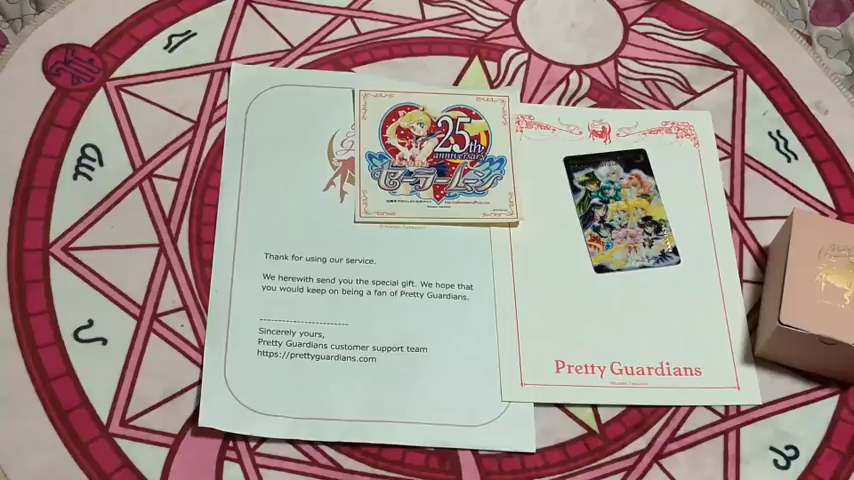 25th
anniversary
セーラームーン
Thank for using our service.
We herewith send you the special gift. We hope that
you would keep on being a fan of Pretty Guardians.
Sincerely yours,
Pretty Guardians customer support team
https://prettyguardians.com
Pretty Guardians